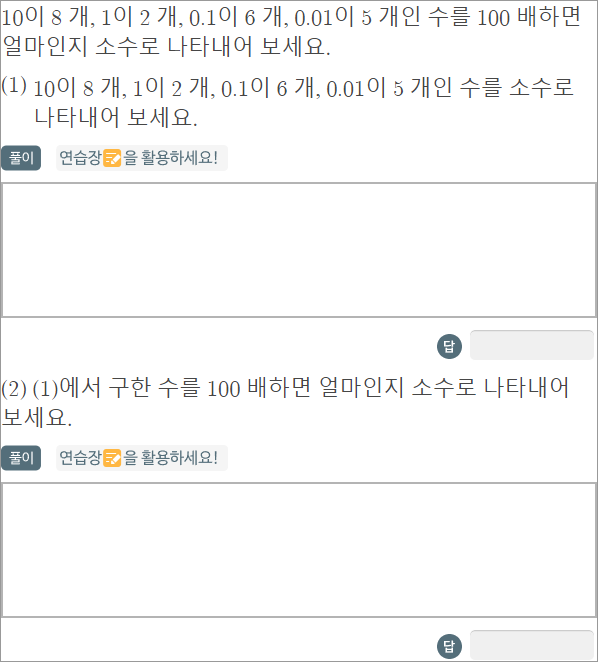 10이 8 개, 1이 2 개, 0.1이 6 개, 0.01이 5 개인 수를 100 배하면
얼마인지 소수로 나타내어 보세요.
(1) 10이 8 개, 1이 2 개, 0.1이 6 개, 0.01이 5 개인 수를 소수로
나타내어 보세요.
풀이 연습장을 활용하세요!
답
(2) (1)에서 구한 수를 100 배하면 얼마인지 소수로 나타내어
보세요.
풀이 연습장을 활용하세요!
답